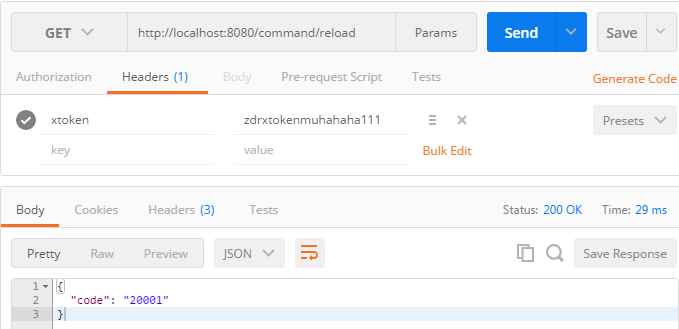 GET http://localhost:8080/command/reload Params Send Save
Authorization Headers (1) Body Pre-request Script Tests Generate Code
xtoken zdrxtokenmuhahaha111 Presets
key value Bulk Edit
Body Cookies Headers (3) Tests Status: 200 OK Time: 29 ms
Pretty Raw Preview JSON Save Response
1 {
2 "code": "20001"
3 }